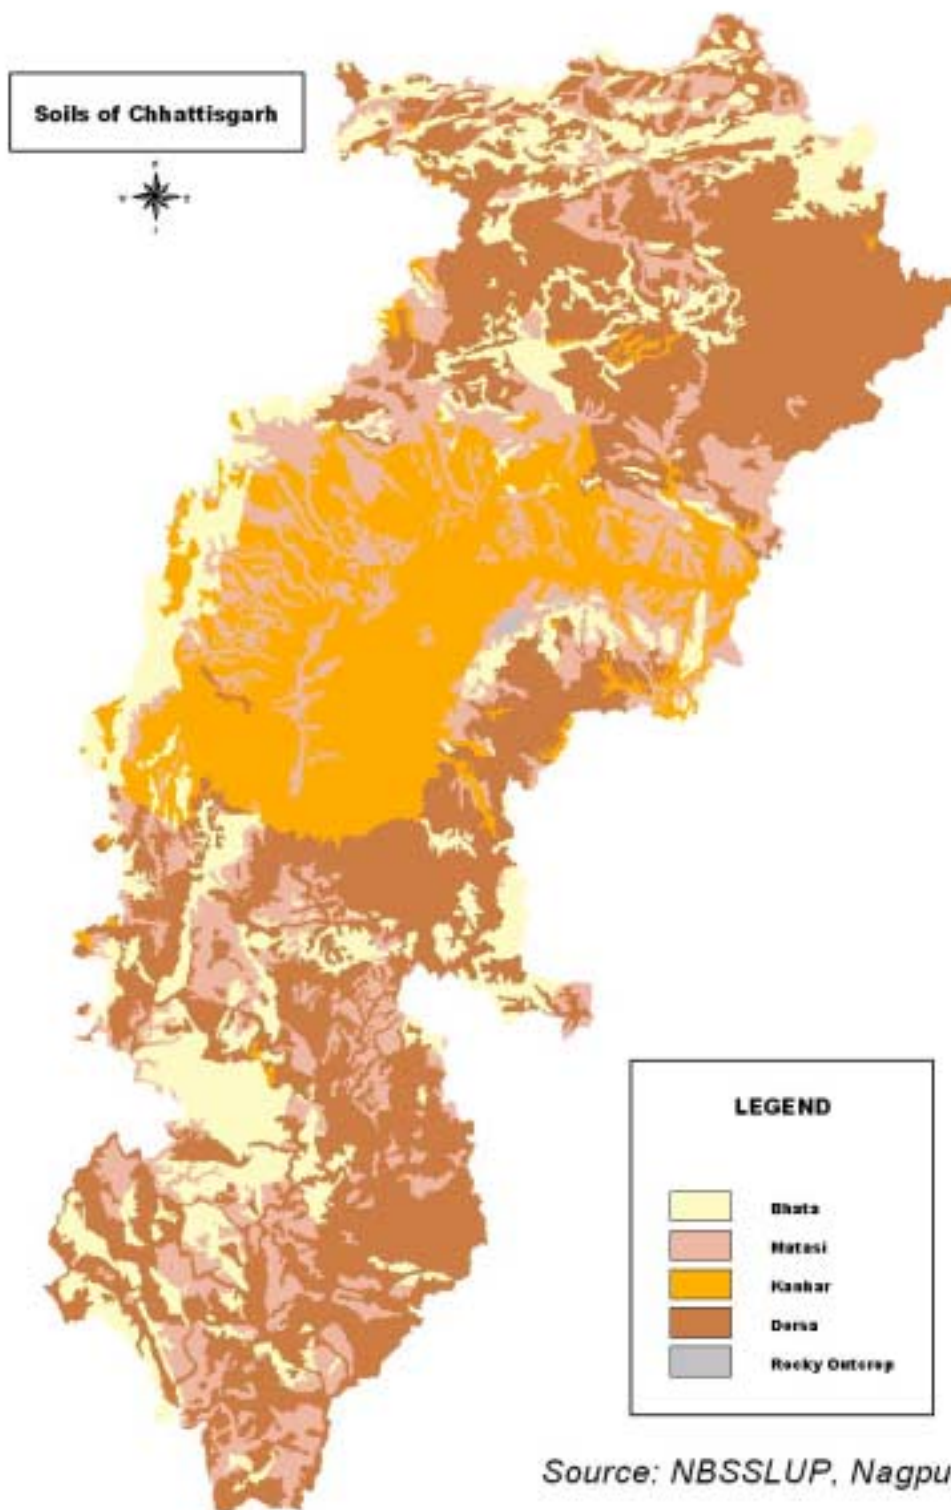 Soils of Chhattisgarh
LEGEND
Bhata
Matasi
Kanhar
Dorsa
Rocky Outcrop
Source: NBSSLUP, Nagpu